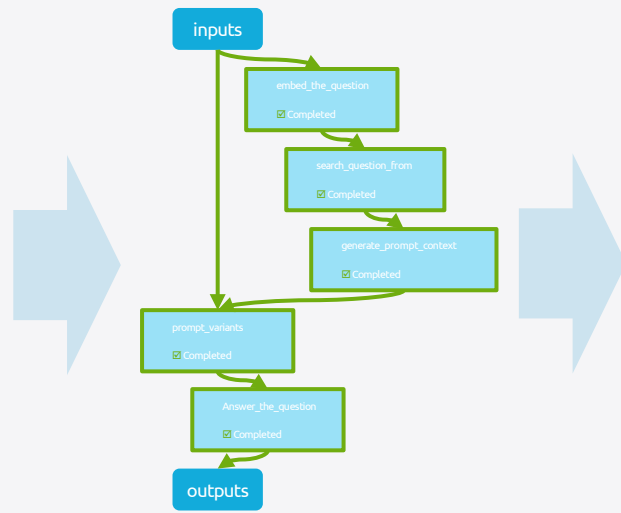 inputs
embed_the_question
☑ Completed
search_question_from
☑ Completed
generate_prompt_context
☑ Completed
prompt_variants
☑ Completed
Answer_the_question
☑ Completed
outputs